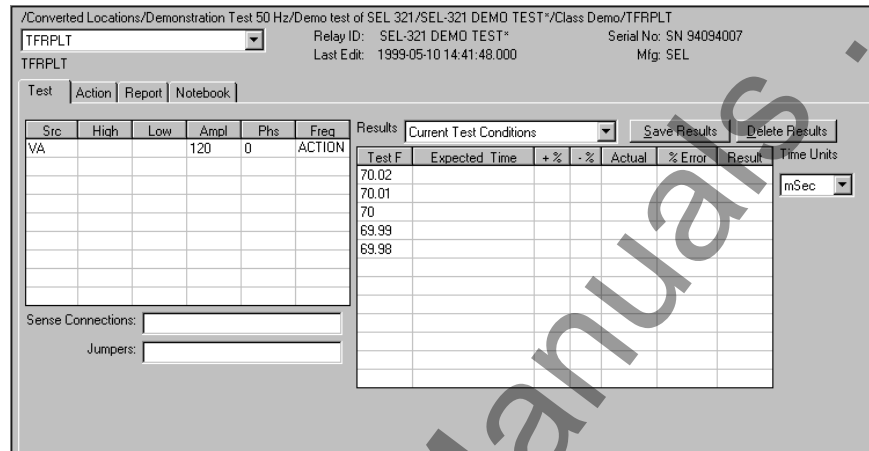 /Converted Locations/Demonstration Test 50 Hz/Demo test of SEL 321/SEL-321 DEMO TEST*/Class Demo/TFRPLT
TFRPLT Relay ID: SEL-321 DEMO TEST* Serial No: SN 94094007
Last Edit: 1999-05-10 14:41:48.000 Mfg: SEL
TFRPLT
Test Action Report Notebook
Results Current Test Conditions Save Results Delete Results
Src High Low Ampl Phs Freq
VA 120 0 ACTION
Test F Expected Time + % - % Actual % Error Result Time Units
70.02
70.01
70
69.99
69.98
mSec
Sense Connections:
Jumpers:
Manuals